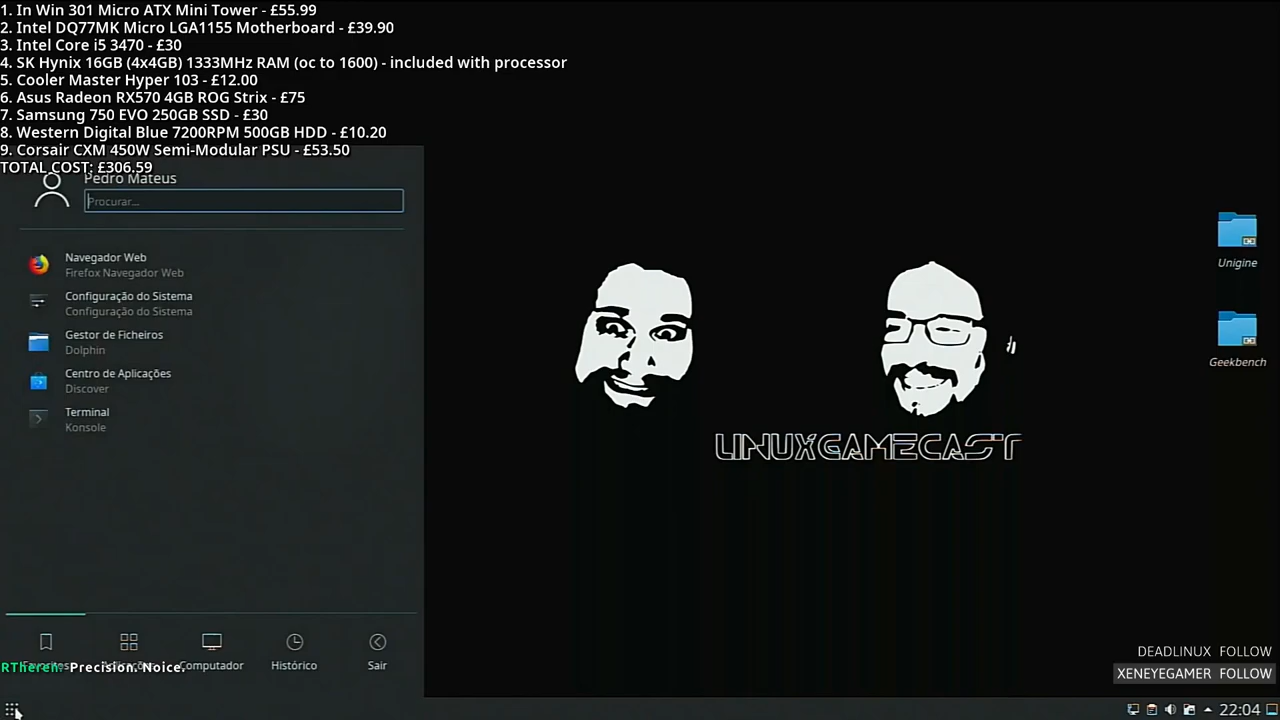 1. In Win 301 Micro ATX Mini Tower - £55.99
2. Intel DQ77MK Micro LGA1155 Motherboard - £39.90
3. Intel Core i5 3470 - £30
4. SK Hynix 16GB (4x4GB) 1333MHz RAM (oc to 1600) - included with processor
5. Cooler Master Hyper 103 - £12.00
6. Asus Radeon RX570 4GB ROG Strix - £75
7. Samsung 750 EVO 250GB SSD - £30
8. Western Digital Blue 7200RPM 500GB HDD - £10.20
9. Corsair CXM 450W Semi-Modular PSU - £53.50
TOTAL COST: £306.59
Pedro Mateus
Procurar...
Navegador Web
Firefox Navegador Web
Configuração do Sistema
Configuração do Sistema
Gestor de Ficheiros
Dolphin
Centro de Aplicações
Discover
Terminal
Konsole
Unigine
Geekbench
LINUXGAMECAST
Computador
Histórico
Sair
Precision. Noice.
DEADLINUX FOLLOW
XENEYEGAMER FOLLOW
22:04